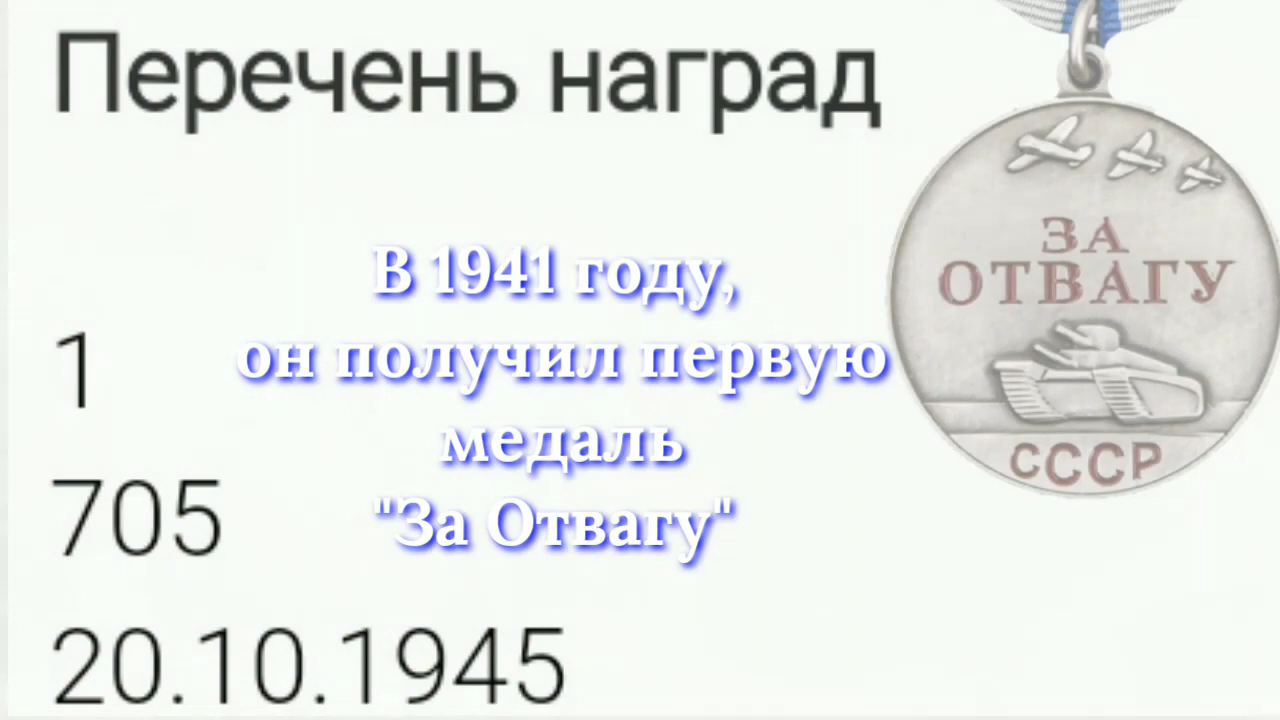 Перечень наград
ЗА
ОТВАГУ
СССР
В 1941 году,
он получил первую
медаль
"За Отвагу"
1
705
20.10.1945